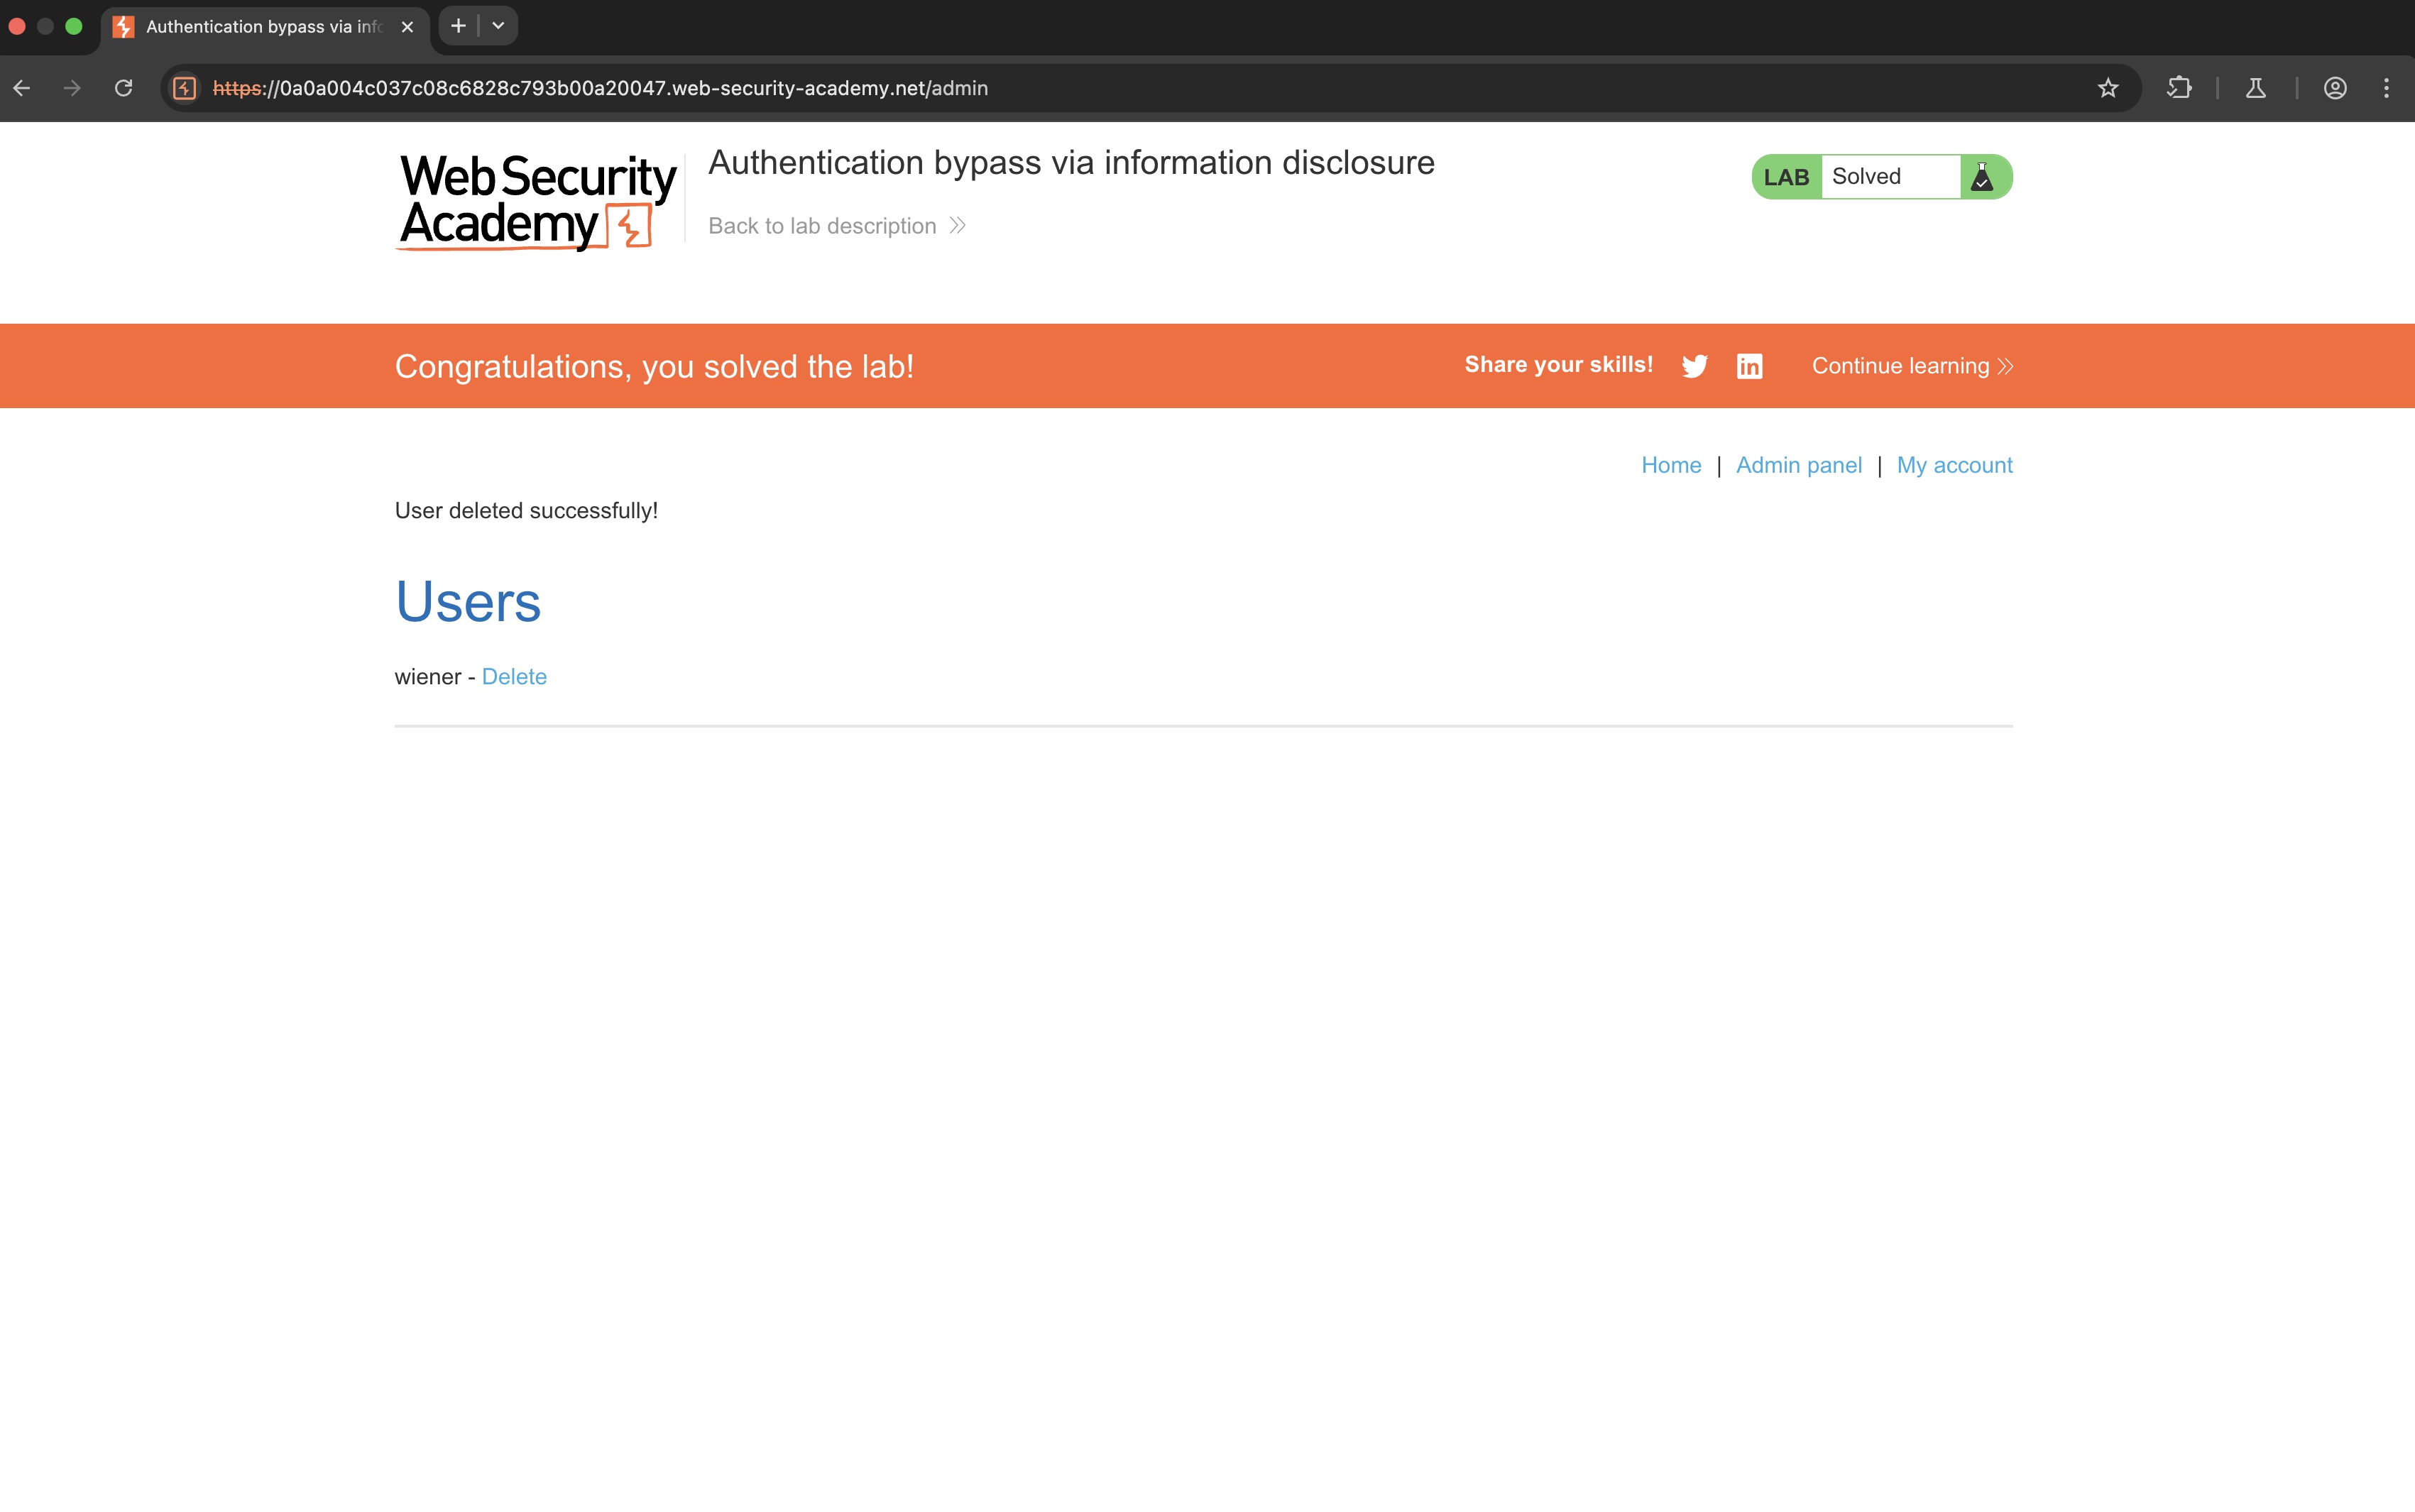 Authentication bypass via info
https://0a0a004c037c08c6828c793b00a20047.web-security-academy.net/admin
Web Security
Academy
Authentication bypass via information disclosure
Back to lab description
LAB Solved
Congratulations, you solved the lab!
Share your skills!
Continue learning
Home | Admin panel | My account
User deleted successfully!
Users
wiener - Delete